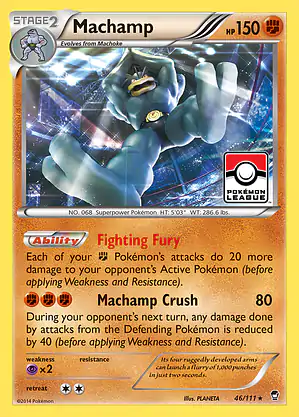 STAGE2 Machamp HP150
Evolves from Machoke
POKÉMON
LEAGUE
NO. 068 Superpower Pokémon HT: 5'03" WT: 286.6 lbs.
Ability Fighting Fury
Each of your Pokémon's attacks do 20 more
damage to your opponent's Active Pokémon (before
applying Weakness and Resistance).
Machamp Crush 80
During your opponent's next turn, any damage done
by attacks from the Defending Pokémon is reduced
by 40 (before applying Weakness and Resistance).
weakness resistance
×2
Its four ruggedly developed arms
can launch a flurry of 1,000 punches
in just two seconds.
retreat
Illus. PLANETA 46/111
©2014 Pokémon